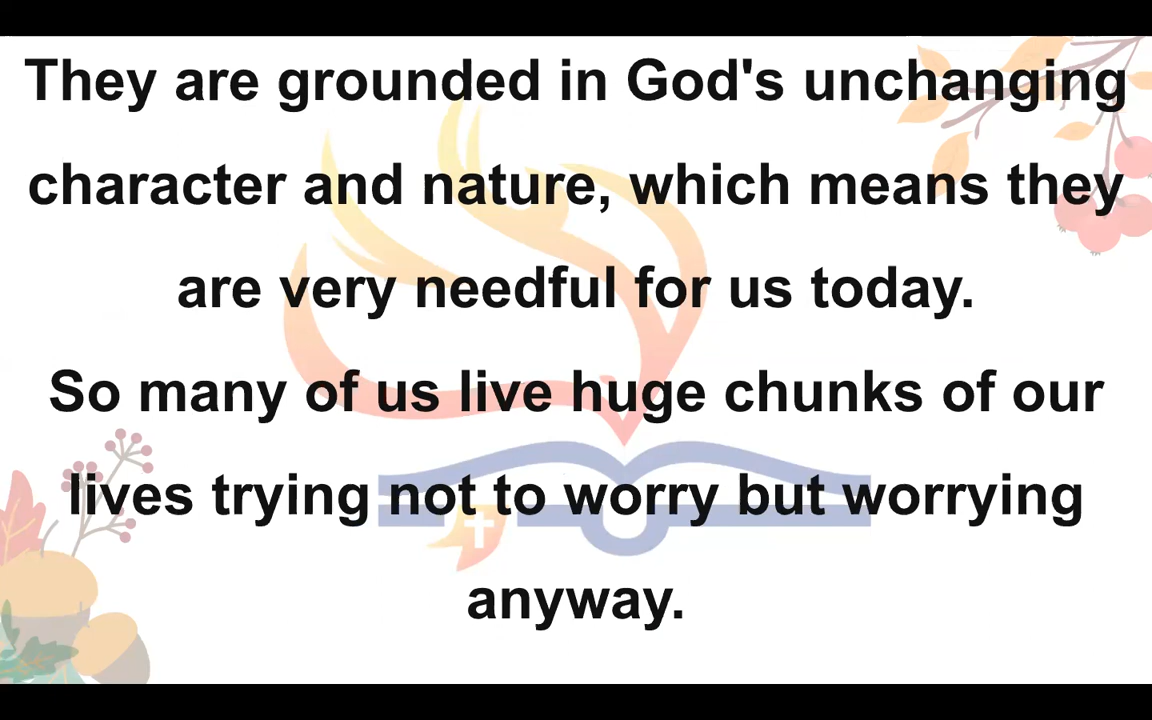 They are grounded in God's unchanging
character and nature, which means they
are very needful for us today.
So many of us live huge chunks of our
lives trying not to worry but worrying
anyway.